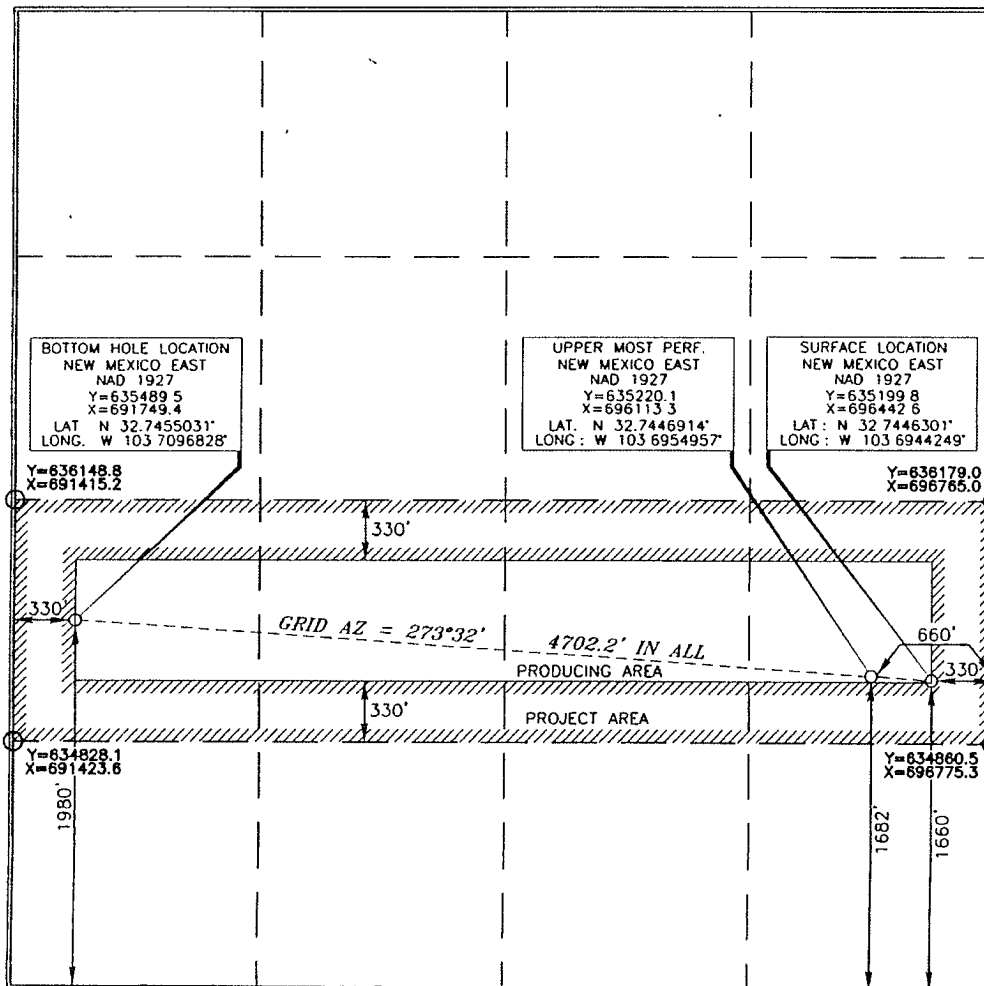 BOTTOM HOLE LOCATION
NEW MEXICO EAST
NAD 1927
Y=635489 5
X=691749.4
LAT N 32.7455031°
LONG. W 103 7096828°
UPPER MOST PERF.
NEW MEXICO EAST
NAD 1927
Y=635220.1
X=696113 3
LAT. N 32.7446914°
LONG: W 103 6954957°
SURFACE LOCATION
NEW MEXICO EAST
NAD 1927
Y=635199 8
X=696442 6
LAT: N 32.7446301°
LONG: W 103 6944249°
Y=636148.8
X=691415.2
Y=636179.0
X=696765.0
330'
330'
GRID AZ = 273°32'
4702.2' IN ALL
660'
PRODUCING AREA
330'
330'
PROJECT AREA
Y=634828.1
X=691423.6
Y=634860.5
X=696775.3
1980'
1682'
1660'